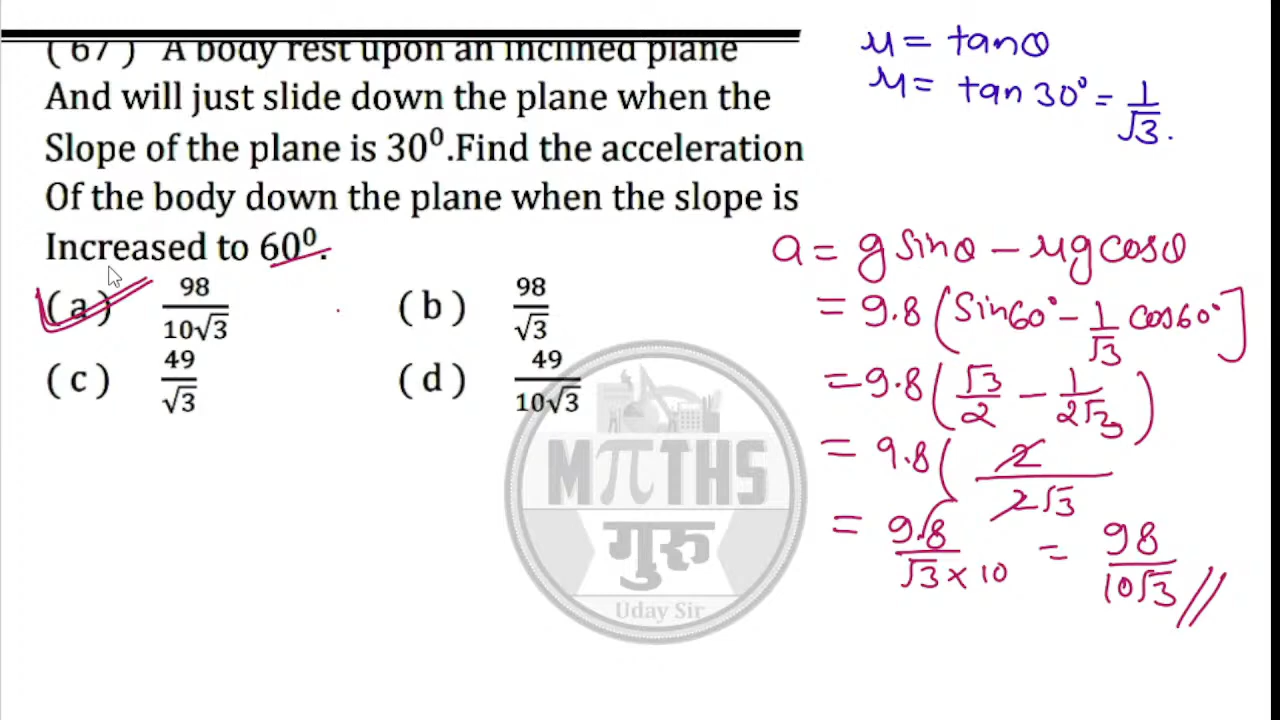 ( 67 ) A body rest upon an inclined plane
And will just slide down the plane when the
Slope of the plane is 30⁰.Find the acceleration
Of the body down the plane when the slope is
Increased to 60⁰.
( a ) 98/10√3 ( b ) 98/√3
( c ) 49/√3 ( d ) 49/10√3
μ = tanθ
μ = tan 30° = 1/√3.
a = g sinθ − μg cosθ
= 9.8 ( sin60° − 1/√3 cos60° ]
= 9.8 ( √3/2 − 1/2√3 )
= 9.8 ( 2/2√3
= 9.8/√3 × 10 = 98/10√3 //
MπTHS
गुरु
Uday Sir